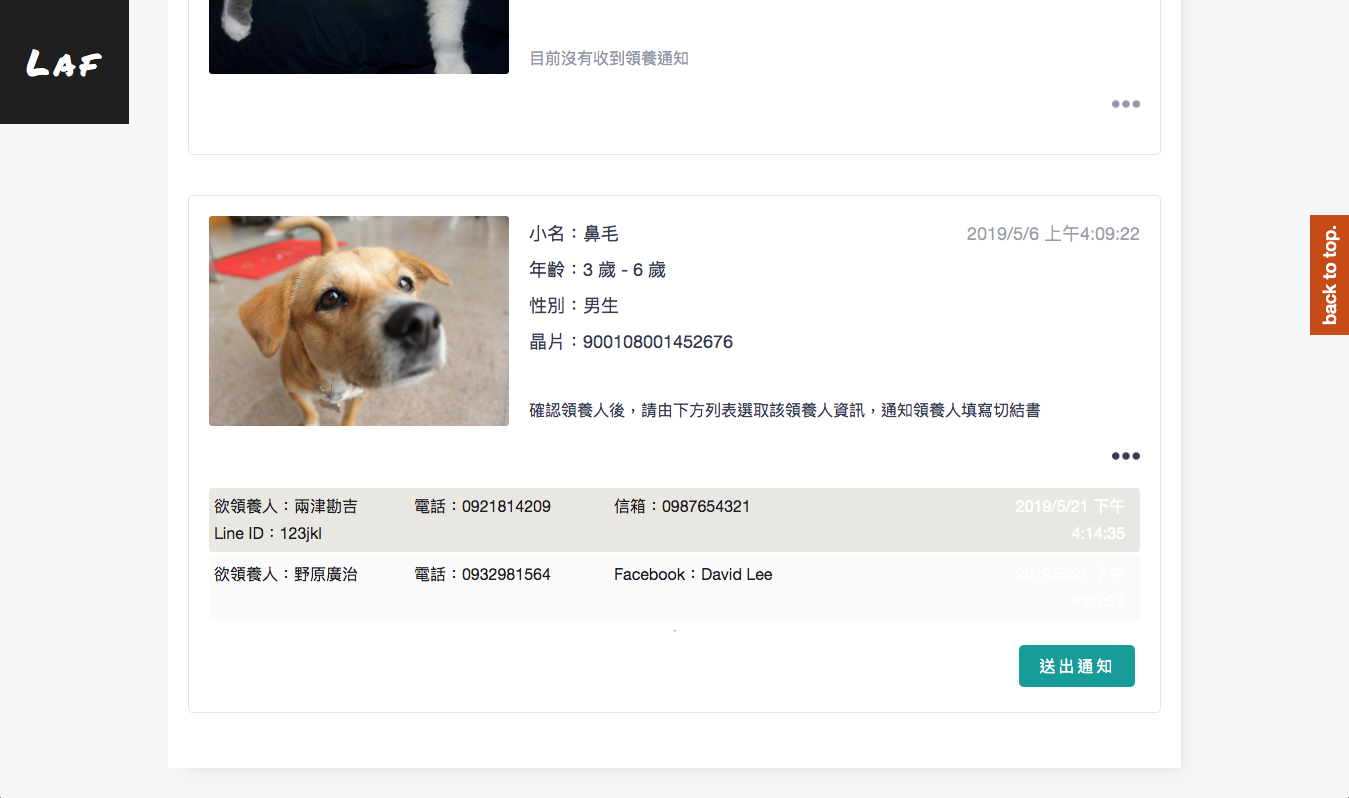 LAF
目前沒有收到領養通知
小名：鼻毛
2019/5/6 上午4:09:22
年齡：3 歲 - 6 歲
性別：男生
晶片：900108001452676
back to top.
確認領養人後，請由下方列表選取該領養人資訊，通知領養人填寫切結書
欲領養人：兩津勘吉 電話：0921814209 信箱：0987654321 2019/5/21 下午
Line ID：123jkl 4:14:35
欲領養人：野原廣治 電話：0932981564 Facebook：David Lee 2019/5/21 下午
4:59:37
送出通知